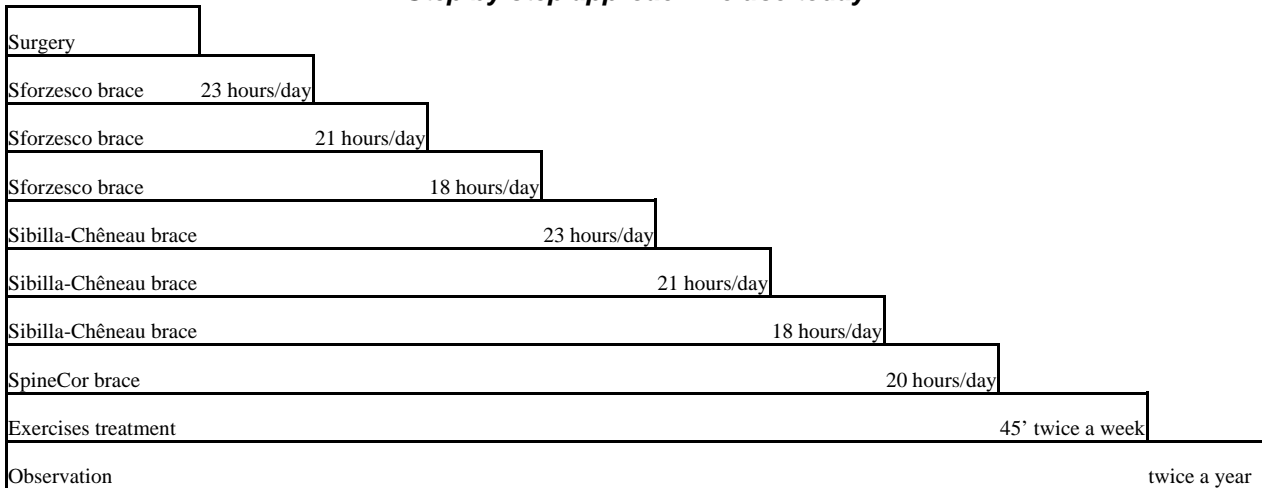 Surgery
Sforzesco brace 23 hours/day
Sforzesco brace 21 hours/day
Sforzesco brace 18 hours/day
Sibilla-Chêneau brace 23 hours/day
Sibilla-Chêneau brace 21 hours/day
Sibilla-Chêneau brace 18 hours/day
SpineCor brace 20 hours/day
Exercises treatment 45’ twice a week
Observation twice a year